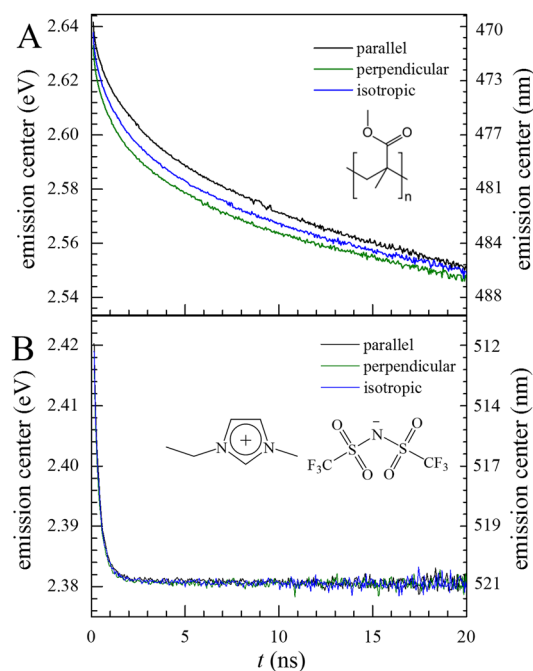 A
emission center (eV)
2.64
2.62
2.60
2.58
2.56
2.54
parallel
perpendicular
isotropic
O
O
n
470
473
477
481
484
488
emission center (nm)
B
emission center (eV)
2.42
2.41
2.40
2.39
2.38
parallel
perpendicular
isotropic
N
+
N
O
O
−
N
S
S
F3C
O
O
CF3
512
514
517
519
521
emission center (nm)
0
5
10
15
20
t (ns)